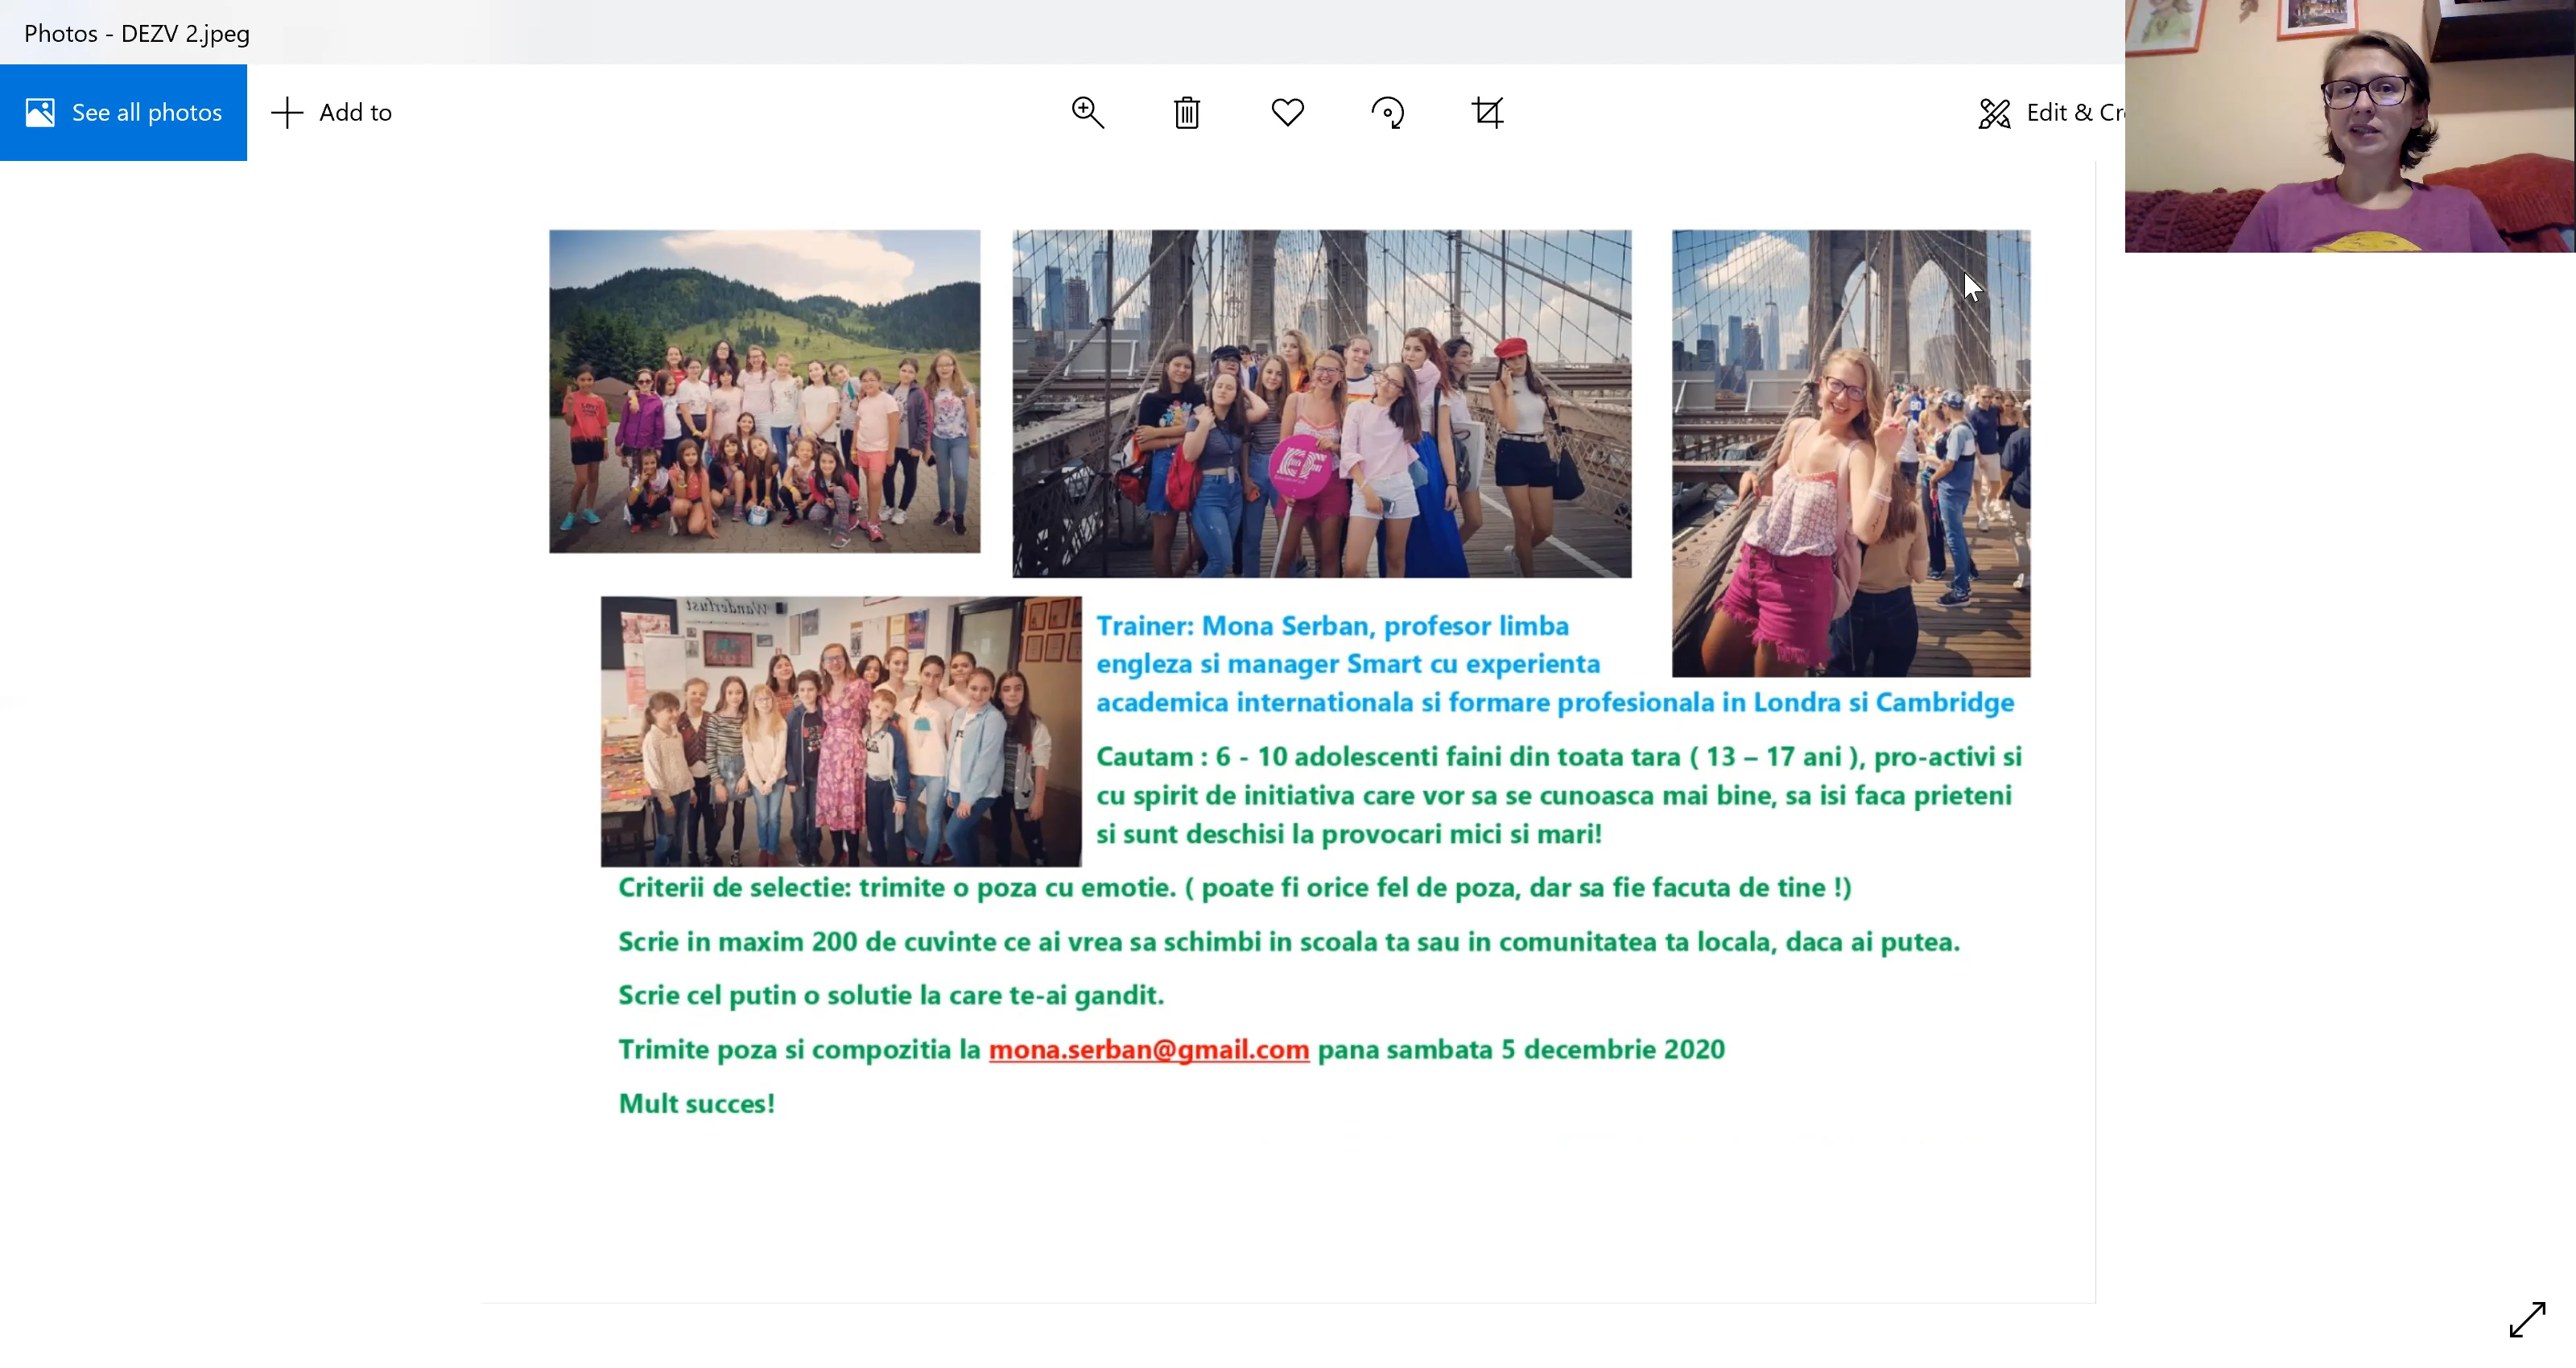 Photos - DEZV 2.jpeg
See all photos
Add to
Edit & Cr
Wanderlust
EF
Trainer: Mona Serban, profesor limba
engleza si manager Smart cu experienta
academica internationala si formare profesionala in Londra si Cambridge
Cautam : 6 - 10 adolescenti faini din toata tara ( 13 – 17 ani ), pro-activi si
cu spirit de initiativa care vor sa se cunoasca mai bine, sa isi faca prieteni
si sunt deschisi la provocari mici si mari!
Criterii de selectie: trimite o poza cu emotie. ( poate fi orice fel de poza, dar sa fie facuta de tine !)
Scrie in maxim 200 de cuvinte ce ai vrea sa schimbi in scoala ta sau in comunitatea ta locala, daca ai putea.
Scrie cel putin o solutie la care te-ai gandit.
Trimite poza si compozitia la mona.serban@gmail.com pana sambata 5 decembrie 2020
Mult succes!